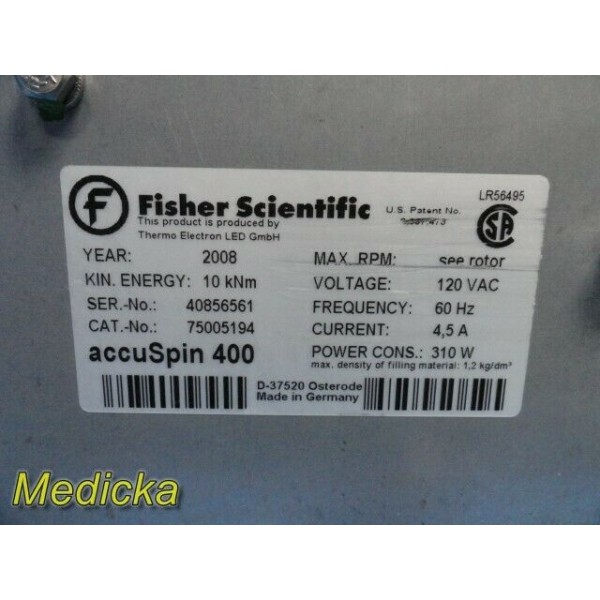 LR56495
F Fisher Scientific
U.S. Patent No.
This product is produced by
Thermo Electron LED GmbH
SA
YEAR: 2008
MAX. RPM: see rotor
KIN. ENERGY: 10 kNm
VOLTAGE: 120 VAC
SER.-No.: 40856561
FREQUENCY: 60 Hz
CAT.-No.: 75005194
CURRENT: 4,5 A
accuSpin 400
POWER CONS.: 310 W
max. density of filling material: 1,2 kg/dm³
D-37520 Osterode
Made in Germany
Medicka